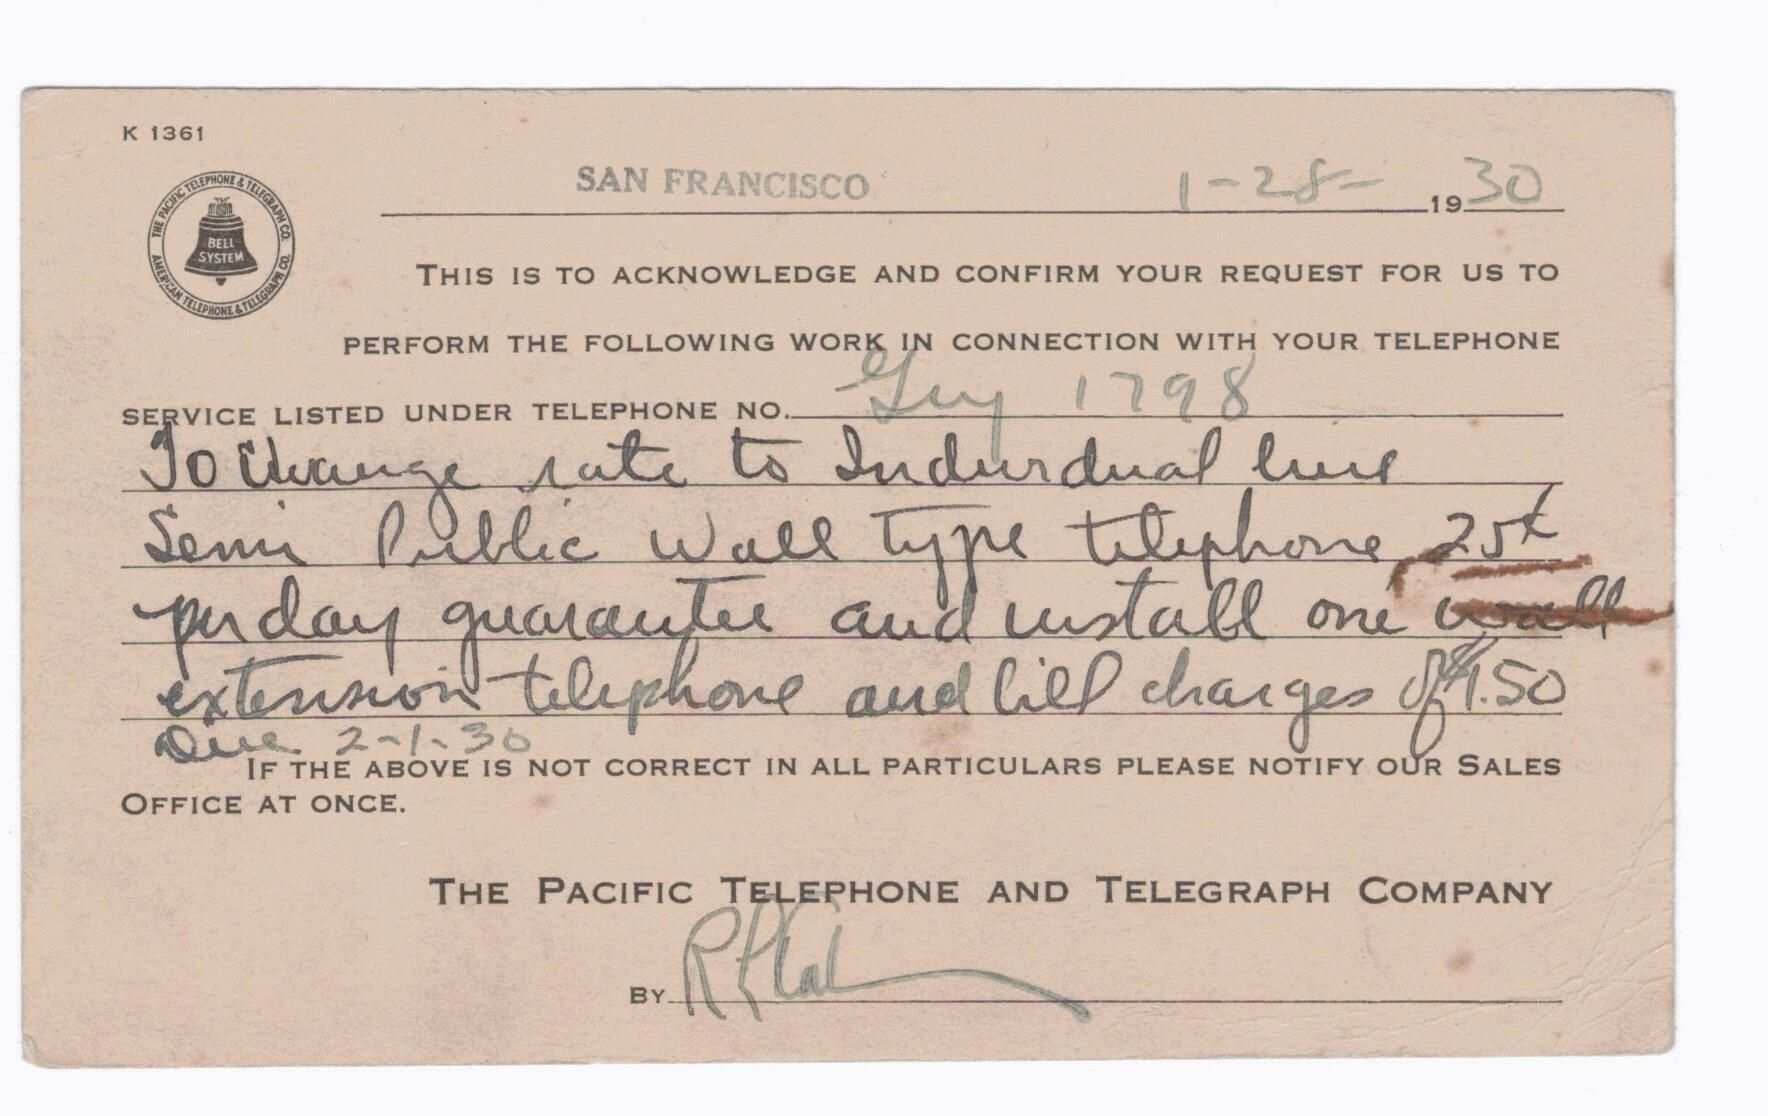 K 1361
THE PACIFIC TELEPHONE & TELEGRAPH CO.
BELL
SYSTEM
AMERICAN TELEPHONE & TELEGRAPH CO.
SAN FRANCISCO 1-28- 1930
THIS IS TO ACKNOWLEDGE AND CONFIRM YOUR REQUEST FOR US TO
PERFORM THE FOLLOWING WORK IN CONNECTION WITH YOUR TELEPHONE
SERVICE LISTED UNDER TELEPHONE NO. 1798
To Change rate to Individual line
Semi Public Wall type telephone 25¢
per day guarantee and install one wall
extension telephone and bill charges of $1.50
Due 2-1-30
IF THE ABOVE IS NOT CORRECT IN ALL PARTICULARS PLEASE NOTIFY OUR SALES
OFFICE AT ONCE.
THE PACIFIC TELEPHONE AND TELEGRAPH COMPANY
BY